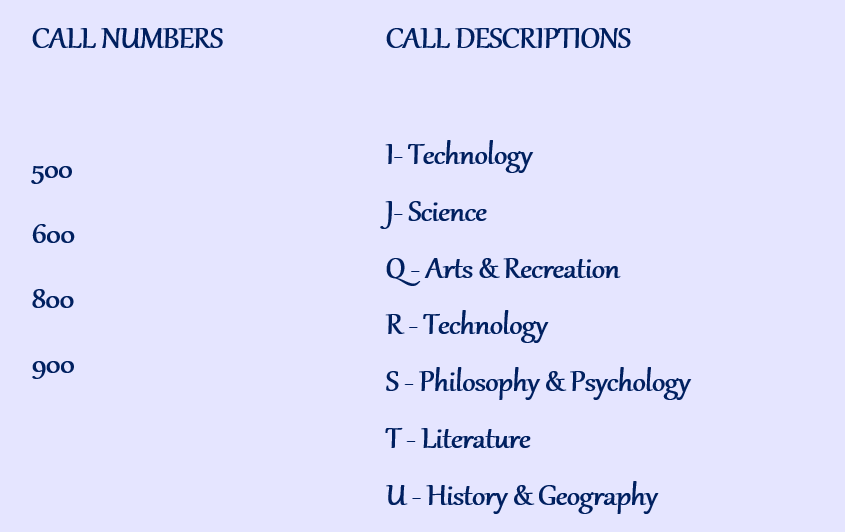 CALL NUMBERS
500
600
800
900
CALL DESCRIPTIONS
I- Technology
J- Science
Q - Arts & Recreation
R - Technology
S - Philosophy & Psychology
T - Literature
U - History & Geography